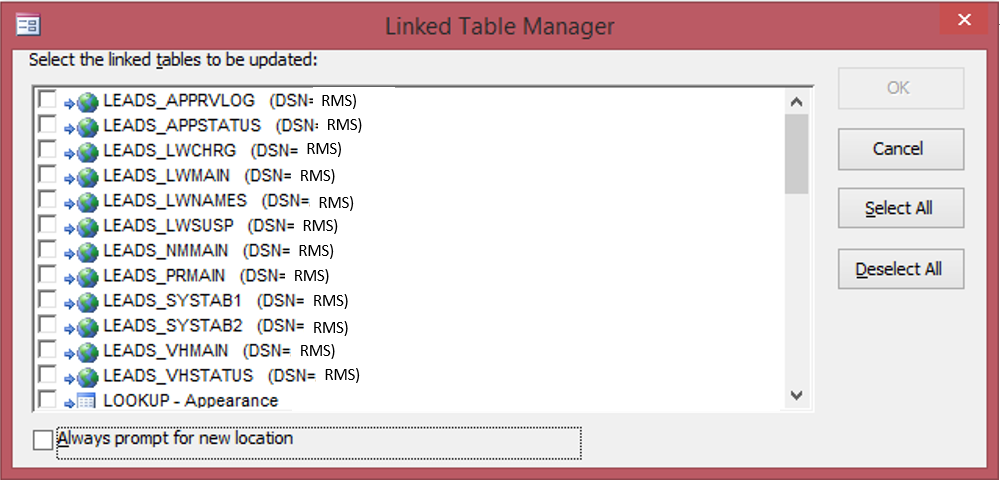 Linked Table Manager
Select the linked tables to be updated:
LEADS_APPRVLOG (DSN= RMS)
LEADS_APPSTATUS (DSN= RMS)
LEADS_LWCHRG (DSN= RMS)
LEADS_LWMAIN (DSN= RMS)
LEADS_LWNAMES (DSN= RMS)
LEADS_LWSUSP (DSN= RMS)
LEADS_NMMAIN (DSN= RMS)
LEADS_PRMAIN (DSN= RMS)
LEADS_SYSTAB1 (DSN= RMS)
LEADS_SYSTAB2 (DSN= RMS)
LEADS_VHMAIN (DSN= RMS)
LEADS_VHSTATUS (DSN= RMS)
LOOKUP - Appearance
Always prompt for new location
OK
Cancel
Select All
Deselect All